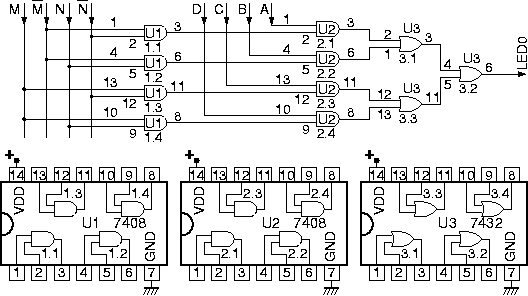 M M N N D C B A
1 U1 3 1 U2 3 2 U3 3
2 1.1 2 2.1 1 3.1
4 U1 6 4 U2 6 U3
5 1.2 5 2.2 4 6 LED0
5 3.2
13 U1 11 13 U2 11 12 U3 11
12 1.3 12 2.3 13 3.3
10 U1 8 10 U2 8
9 1.4 9 2.4
+ + +
14 13 12 11 10 9 8 14 13 12 11 10 9 8 14 13 12 11 10 9 8
VDD 1.3 1.4 VDD 2.3 2.4 VDD 3.3 3.4
U1 7408 U2 7408 U3 7432
1.1 1.2 GND 2.1 2.2 GND 3.1 3.2 GND
1 2 3 4 5 6 7 1 2 3 4 5 6 7 1 2 3 4 5 6 7